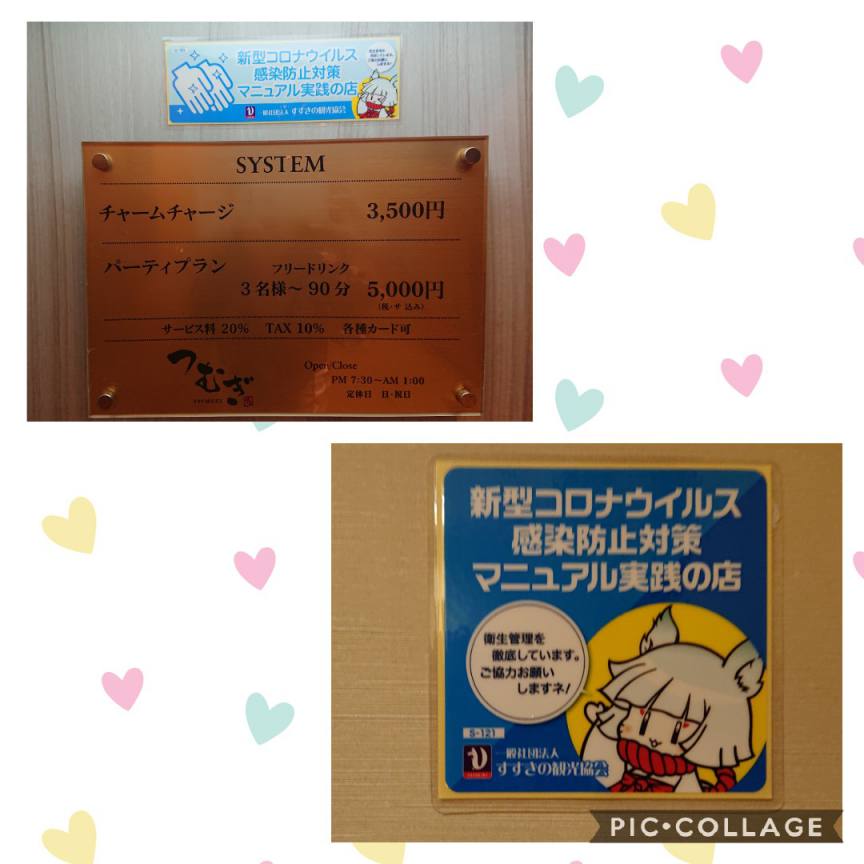 新型コロナウイルス
感染防止対策
マニュアル実践の店
一般社団法人 すすきの観光協会
SYSTEM
チャームチャージ 3,500円
パーティプラン フリードリンク
3名様～90分 5,000円
(税・サ 込み)
サービス料 20% TAX 10% 各種カード可
つむぎ
Open Close
PM 7:30～AM 1:00
定休日 日・祝日
新型コロナウイルス
感染防止対策
マニュアル実践の店
衛生管理を
徹底しています。
ご協力お願い
しますネ!
S-121
一般社団法人
すすきの観光協会
PIC•COLLAGE